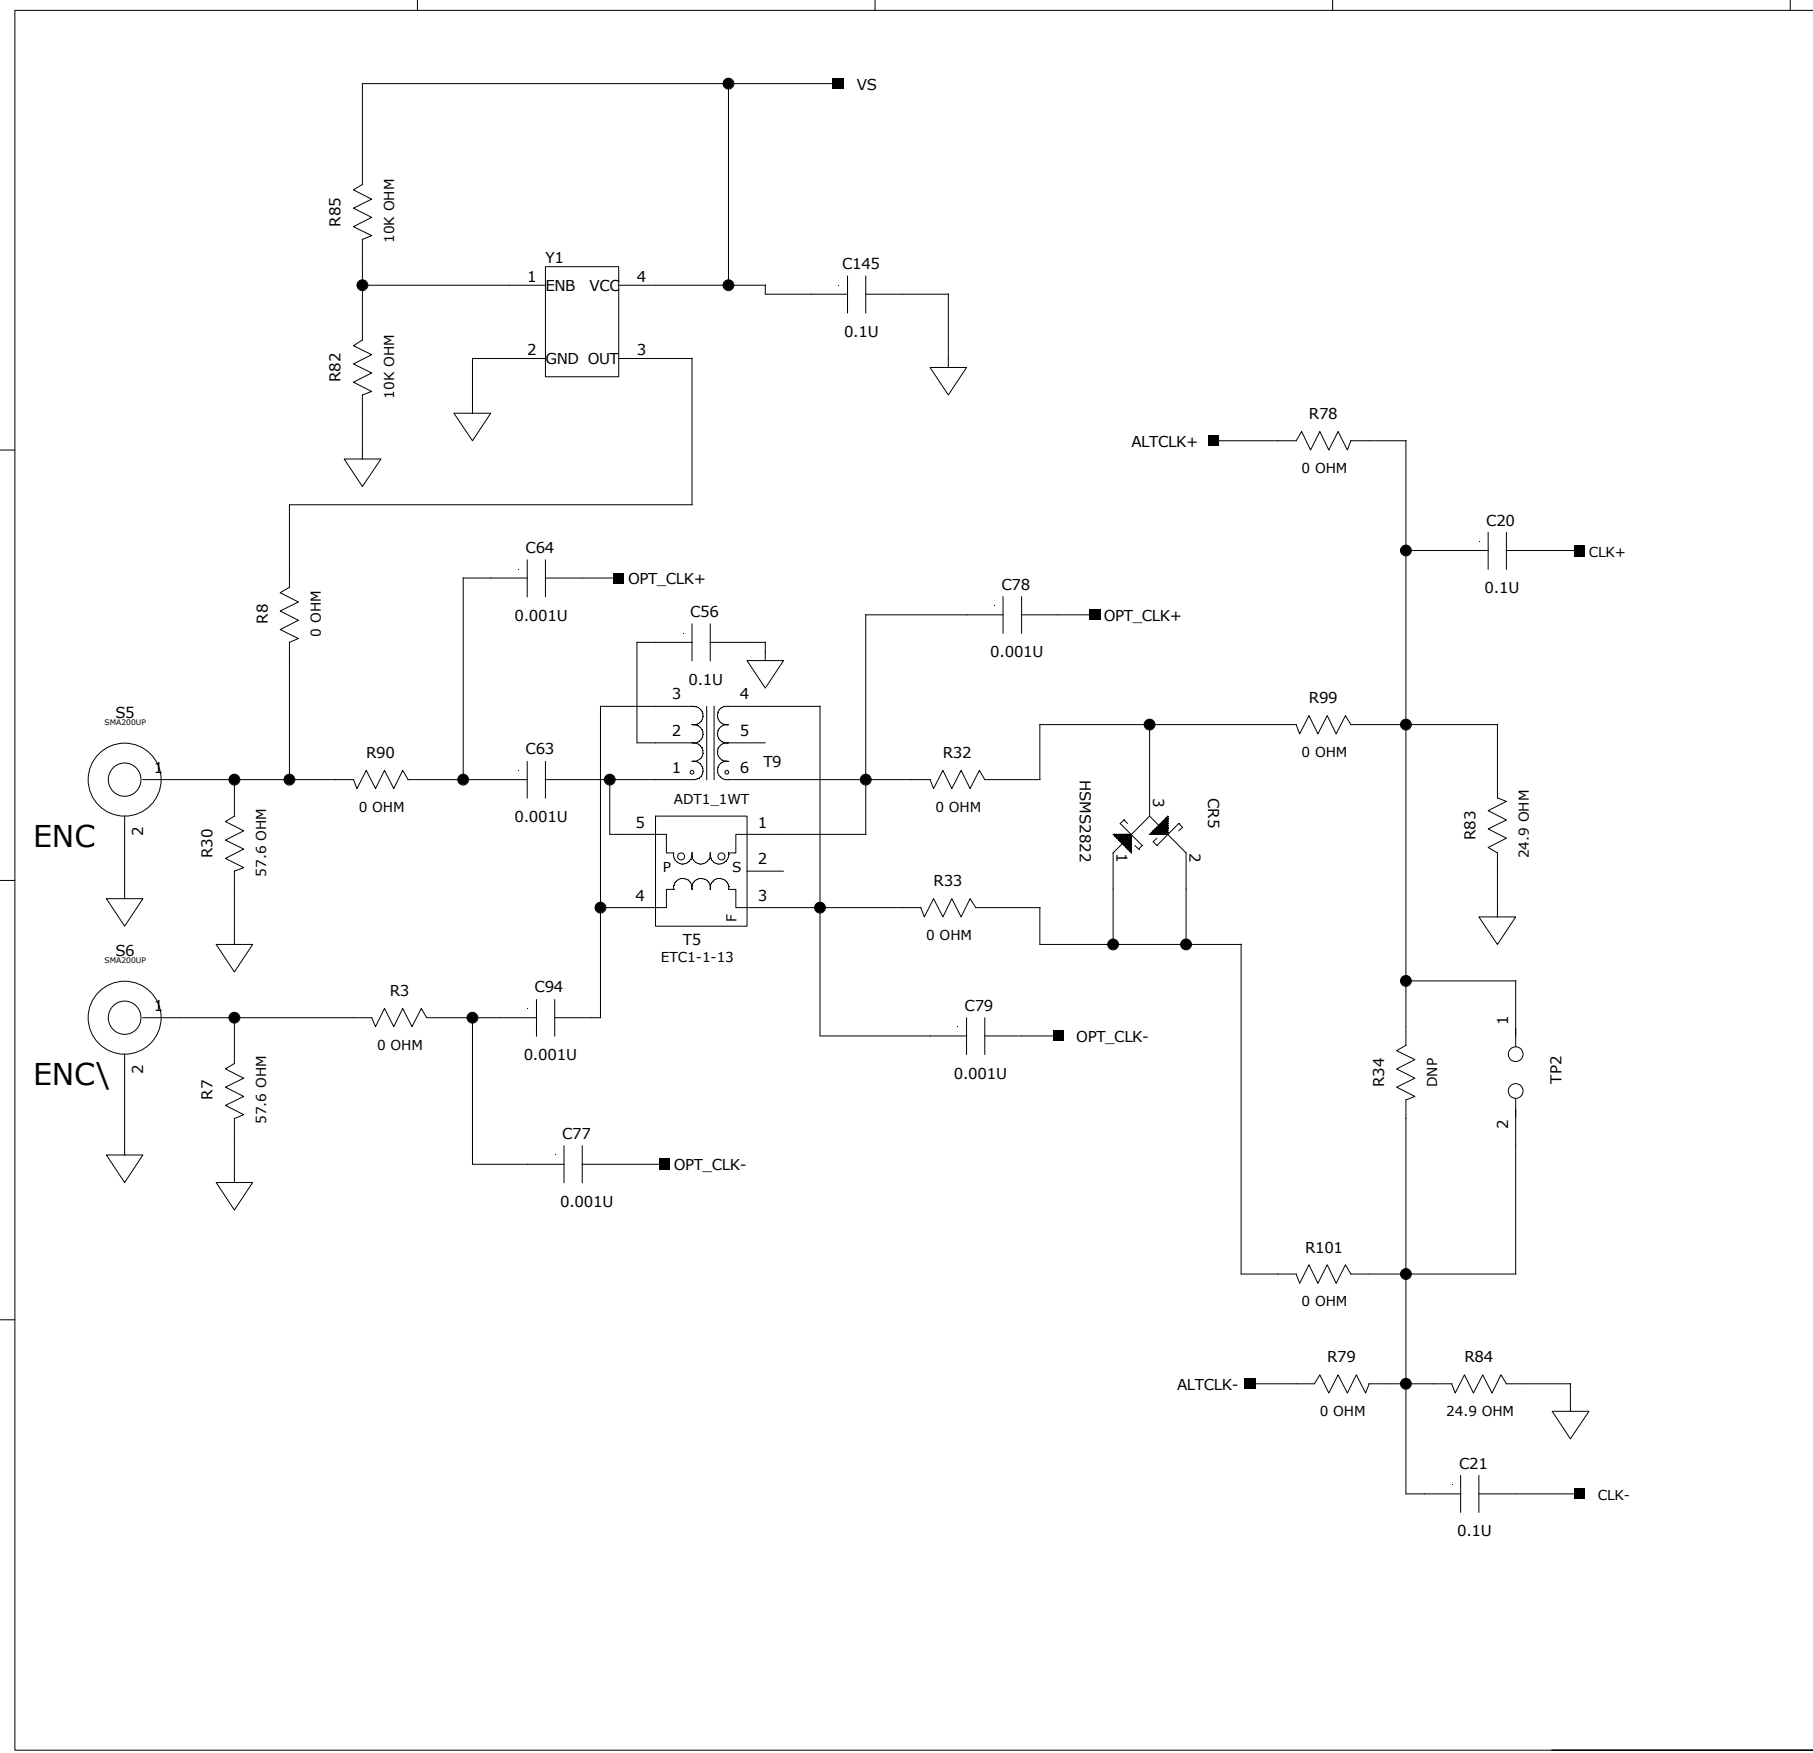 VS
R85
10K OHM
Y1
1
ENB
VCC
4
C145
0.1U
R82
10K OHM
2
GND
OUT
3
ALTCLK+
R78
0 OHM
C20
CLK+
0.1U
C64
OPT_CLK+
0.001U
R8
0 OHM
C56
0.1U
C78
OPT_CLK+
0.001U
3
4
2
5
1
6
T9
ADT1_1WT
S5
SMA200UP
1
2
ENC
R30
57.6 OHM
R90
0 OHM
C63
0.001U
R32
0 OHM
R99
0 OHM
HSMS2822
3
1
2
CR5
R83
24.9 OHM
5
1
P
S
2
4
3
F
T5
ETC1-1-13
R33
0 OHM
S6
SMA200UP
1
2
ENC\
R7
57.6 OHM
R3
0 OHM
C94
0.001U
C79
OPT_CLK-
0.001U
C77
OPT_CLK-
0.001U
R34
DNP
1
2
TP2
R101
0 OHM
ALTCLK-
R79
0 OHM
R84
24.9 OHM
C21
CLK-
0.1U